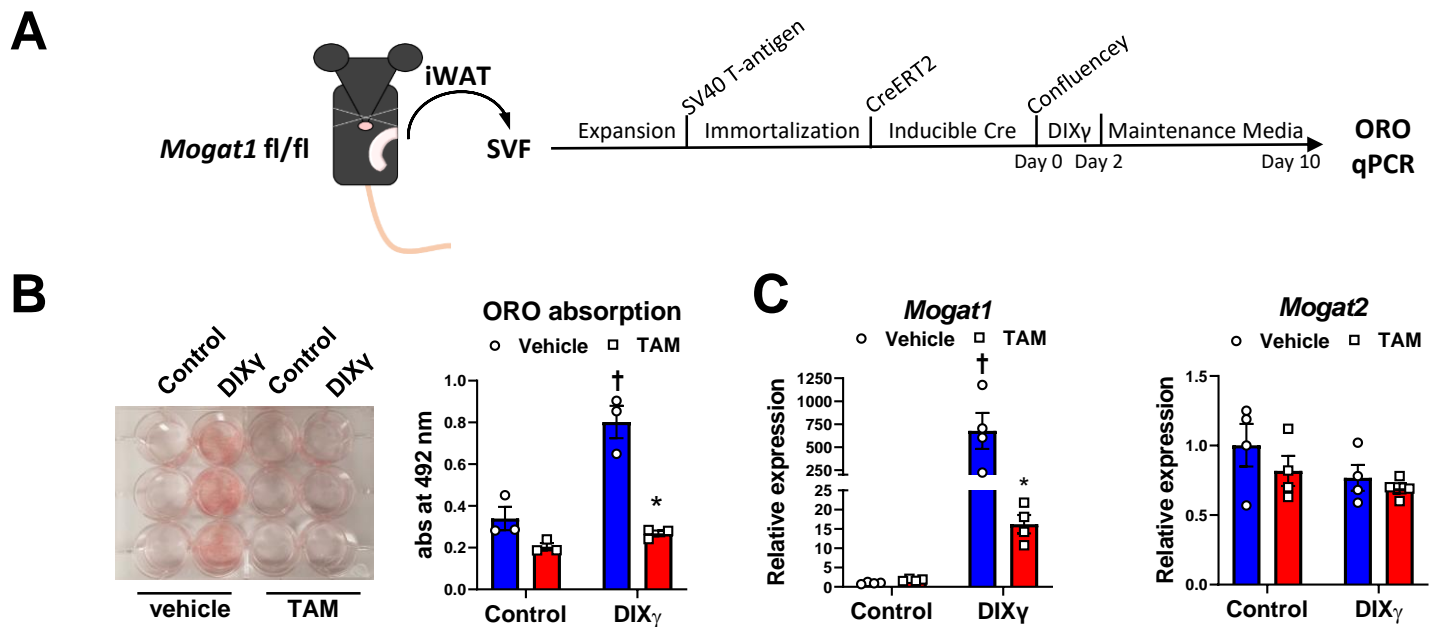 A
Mogat1 fl/fl
iWAT
SVF
SV40 T-antigen
CreERT2
Confluencey
Expansion
Immortalization
Inducible Cre
DIXγ
Maintenance Media
Day 0
Day 2
Day 10
ORO
qPCR
B
Control
DIXγ
Control
DIXγ
vehicle
TAM
ORO absorption
Vehicle
TAM
abs at 492 nm
1.0
0.8
0.6
0.4
0.2
0.0
†
*
Control
DIXγ
C
Mogat1
Vehicle
TAM
Relative expression
1250
1000
750
500
250
25
20
15
10
5
0
†
*
Control
DIXγ
Mogat2
Vehicle
TAM
Relative expression
1.5
1.0
0.5
0.0
Control
DIXγ